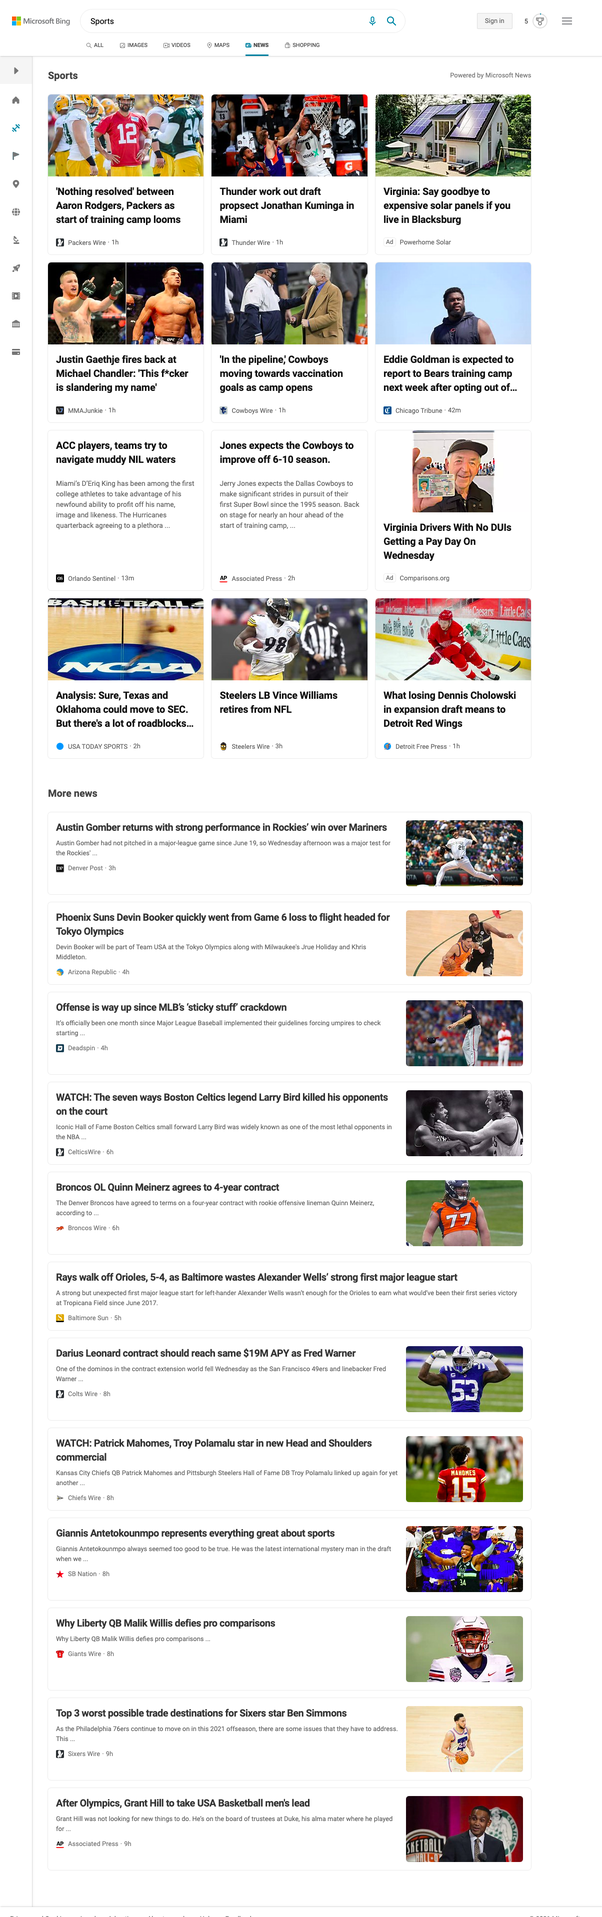 Microsoft Bing
Sports
Sign in
5
ALL
IMAGES
VIDEOS
MAPS
NEWS
SHOPPING
Sports
Powered by Microsoft News
'Nothing resolved' between
Aaron Rodgers, Packers as
start of training camp looms
Packers Wire · 1h
Thunder work out draft
propsect Jonathan Kuminga in
Miami
Thunder Wire · 1h
Virginia: Say goodbye to
expensive solar panels if you
live in Blacksburg
Ad Powerhome Solar
Justin Gaethje fires back at
Michael Chandler: 'This f*cker
is slandering my name'
MMAJunkie · 1h
'In the pipeline,' Cowboys
moving towards vaccination
goals as camp opens
Cowboys Wire · 1h
Eddie Goldman is expected to
report to Bears training camp
next week after opting out of...
Chicago Tribune · 42m
ACC players, teams try to
navigate muddy NIL waters
Miami's D'Eriq King has been among the first
college athletes to take advantage of his
newfound ability to profit off his name,
image and likeness. The Hurricanes
quarterback agreeing to a plethora ...
Orlando Sentinel · 13m
Jones expects the Cowboys to
improve off 6-10 season.
Jerry Jones expects the Dallas Cowboys to
make significant strides in pursuit of their
first Super Bowl since the 1995 season. Back
on stage for nearly an hour ahead of the
start of training camp, ...
AP Associated Press · 2h
Virginia Drivers With No DUIs
Getting a Pay Day On
Wednesday
Ad Comparisons.org
BASKETBALL
NCAA
Analysis: Sure, Texas and
Oklahoma could move to SEC.
But there's a lot of roadblocks...
USA TODAY SPORTS · 2h
98
Steelers LB Vince Williams
retires from NFL
Steelers Wire · 3h
Little Caesars
What losing Dennis Cholowski
in expansion draft means to
Detroit Red Wings
Detroit Free Press · 1h
More news
Austin Gomber returns with strong performance in Rockies' win over Mariners
Austin Gomber had not pitched in a major-league game since June 19, so Wednesday afternoon was a major test for
the Rockies' ...
Denver Post · 3h
Phoenix Suns Devin Booker quickly went from Game 6 loss to flight headed for
Tokyo Olympics
Devin Booker will be part of Team USA at the Tokyo Olympics along with Milwaukee's Jrue Holiday and Khris
Middleton.
Arizona Republic · 4h
Offense is way up since MLB's 'sticky stuff' crackdown
It's officially been one month since Major League Baseball implemented their guidelines forcing umpires to check
starting ...
Deadspin · 4h
WATCH: The seven ways Boston Celtics legend Larry Bird killed his opponents
on the court
Iconic Hall of Fame Boston Celtics small forward Larry Bird was widely known as one of the most lethal opponents in
the NBA ...
CelticsWire · 6h
Broncos OL Quinn Meinerz agrees to 4-year contract
The Denver Broncos have agreed to terms on a four-year contract with rookie offensive lineman Quinn Meinerz,
according to ...
Broncos Wire · 6h
77
Rays walk off Orioles, 5-4, as Baltimore wastes Alexander Wells' strong first major league start
A strong but unexpected first major league start for left-hander Alexander Wells wasn't enough for the Orioles to earn what would've been their first series victory
at Tropicana Field since June 2017.
Baltimore Sun · 5h
Darius Leonard contract should reach same $19M APY as Fred Warner
One of the dominos in the contract extension world fell Wednesday as the San Francisco 49ers and linebacker Fred
Warner ...
Colts Wire · 8h
53
WATCH: Patrick Mahomes, Troy Polamalu star in new Head and Shoulders
commercial
Kansas City Chiefs QB Patrick Mahomes and Pittsburgh Steelers Hall of Fame DB Troy Polamalu linked up again for yet
another ...
Chiefs Wire · 8h
MAHOMES
15
Giannis Antetokounmpo represents everything great about sports
Giannis Antetokounmpo always seemed too good to be true. He was the latest international mystery man in the draft
when we ...
SB Nation · 8h
Why Liberty QB Malik Willis defies pro comparisons
Why Liberty QB Malik Willis defies pro comparisons ...
Giants Wire · 8h
Top 3 worst possible trade destinations for Sixers star Ben Simmons
As the Philadelphia 76ers continue to move on in this 2021 offseason, there are some issues that they have to address.
This ...
Sixers Wire · 9h
After Olympics, Grant Hill to take USA Basketball men's lead
Grant Hill was not looking for new things to do. He's on the board of trustees at Duke, his alma mater where he played
for ...
AP Associated Press · 9h